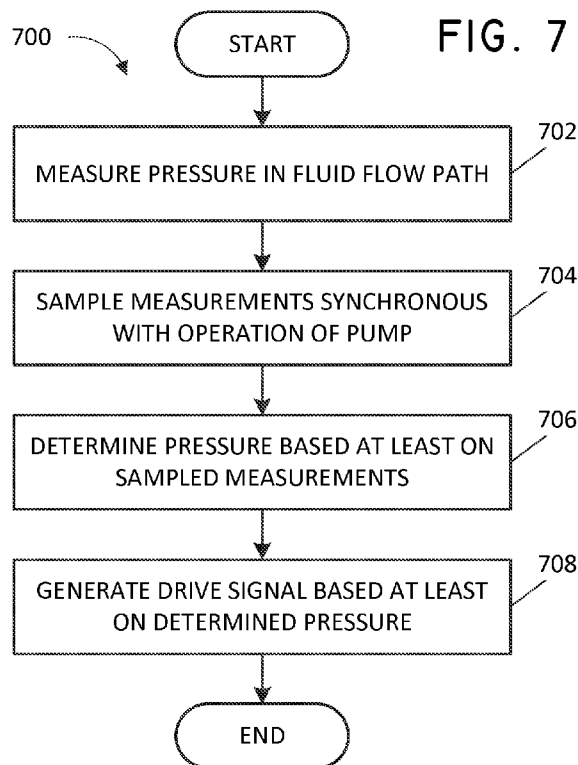 700
START
FIG. 7
702
MEASURE PRESSURE IN FLUID FLOW PATH
704
SAMPLE MEASUREMENTS SYNCHRONOUS
WITH OPERATION OF PUMP
706
DETERMINE PRESSURE BASED AT LEAST ON
SAMPLED MEASUREMENTS
708
GENERATE DRIVE SIGNAL BASED AT LEAST
ON DETERMINED PRESSURE
END